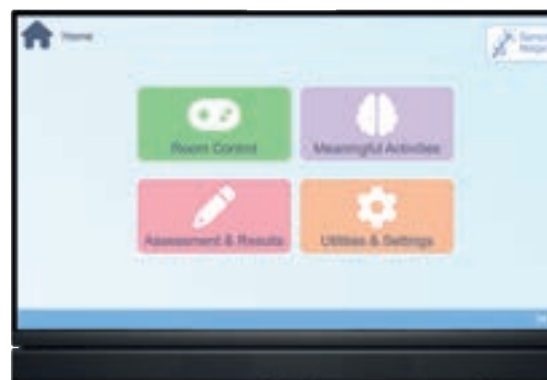 Home
Room Control
Meaningful Activities
Assessment & Results
Utilities & Settings